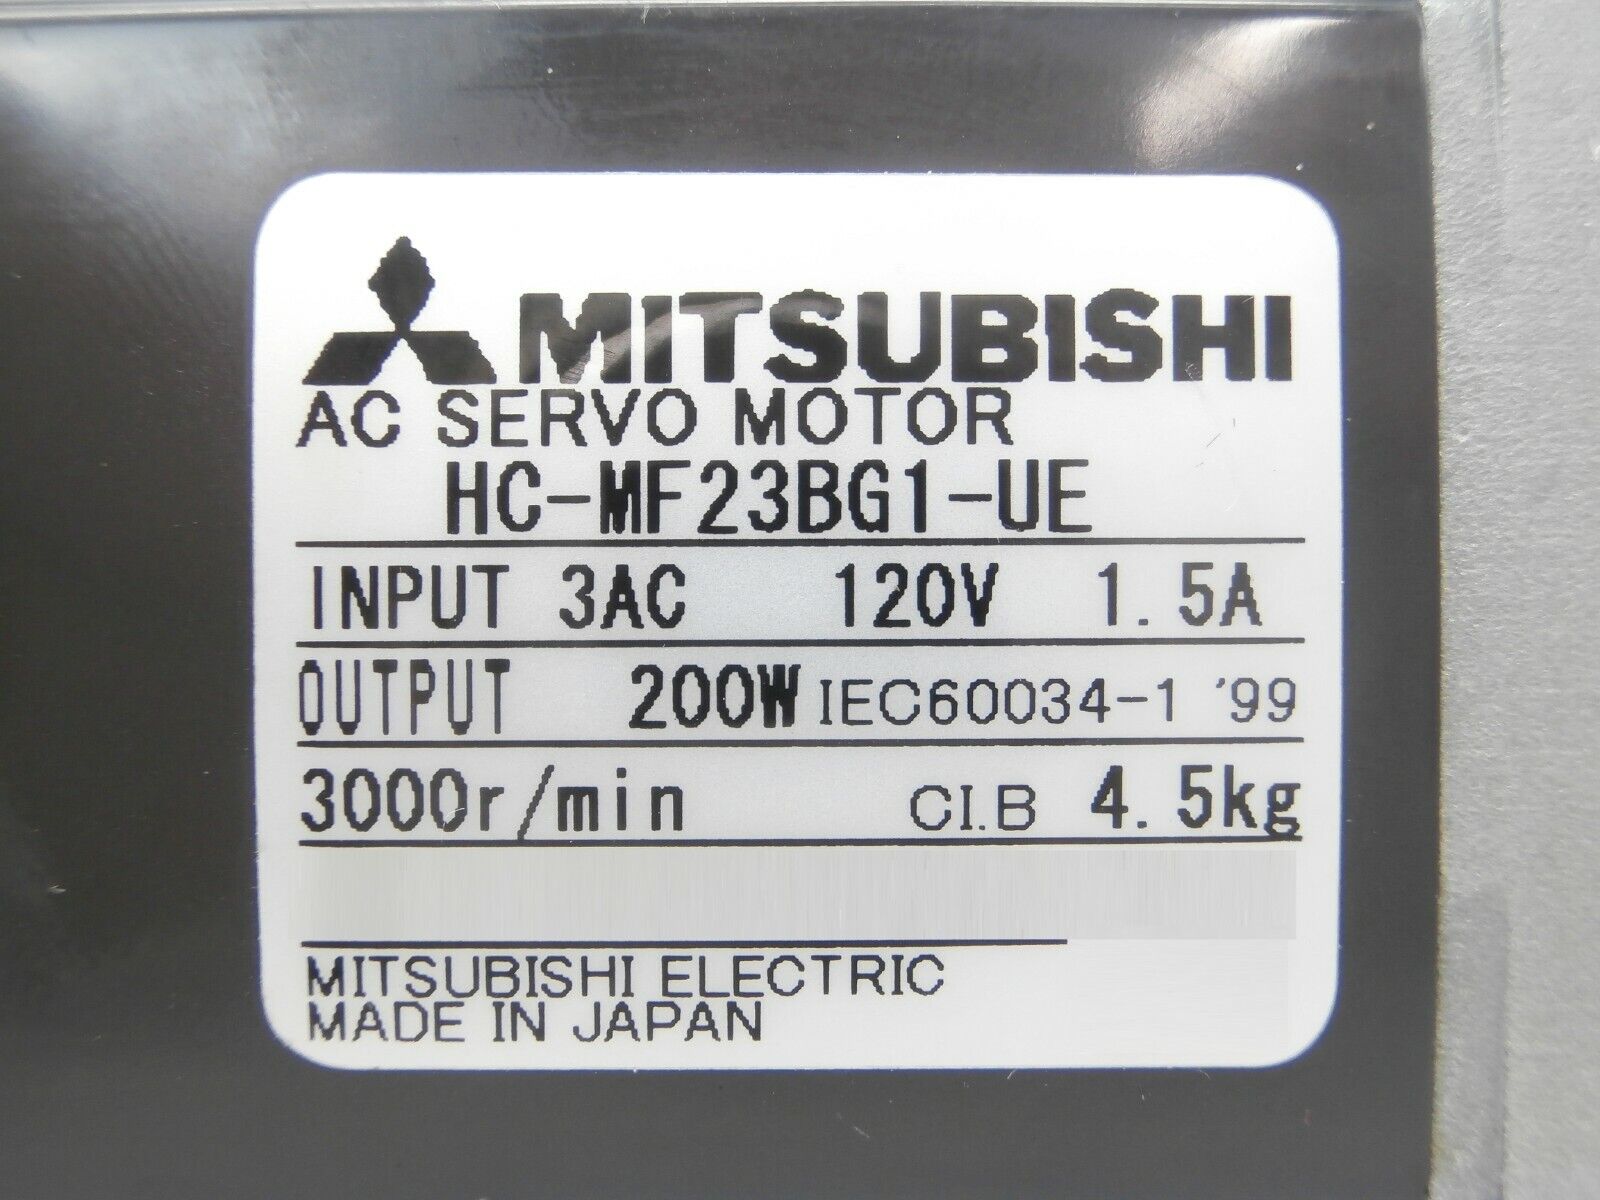 MITSUBISHI
AC SERVO MOTOR
HC-MF23BG1-UE
INPUT 3AC 120V 1.5A
OUTPUT 200W IEC60034-1 '99
3000r/min CI.B 4.5kg
MITSUBISHI ELECTRIC
MADE IN JAPAN